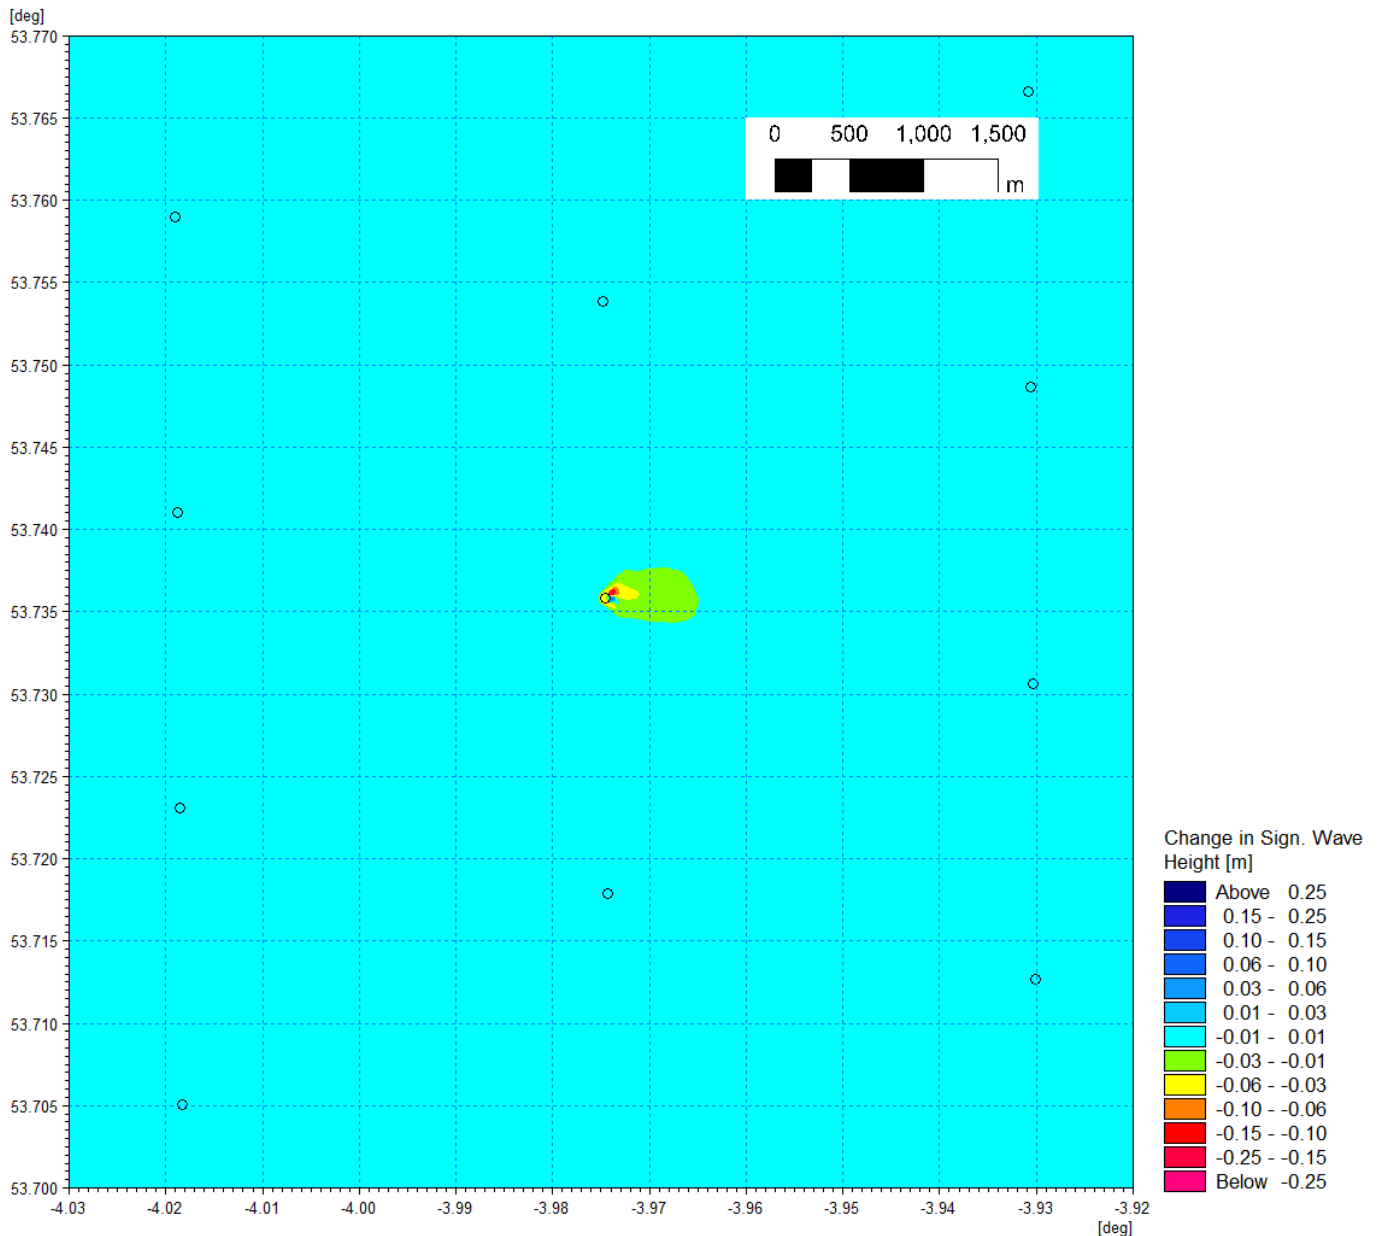 [deg]
53.770
53.765
53.760
53.755
53.750
53.745
53.740
53.735
53.730
53.725
53.720
53.715
53.710
53.705
53.700
0 500 1,000 1,500
m
-4.03 -4.02 -4.01 -4.00 -3.99 -3.98 -3.97 -3.96 -3.95 -3.94 -3.93 -3.92
[deg]
Change in Sign. Wave
Height [m]
Above 0.25
0.15 - 0.25
0.10 - 0.15
0.06 - 0.10
0.03 - 0.06
0.01 - 0.03
-0.01 - 0.01
-0.03 - -0.01
-0.06 - -0.03
-0.10 - -0.06
-0.15 - -0.10
-0.25 - -0.15
Below -0.25